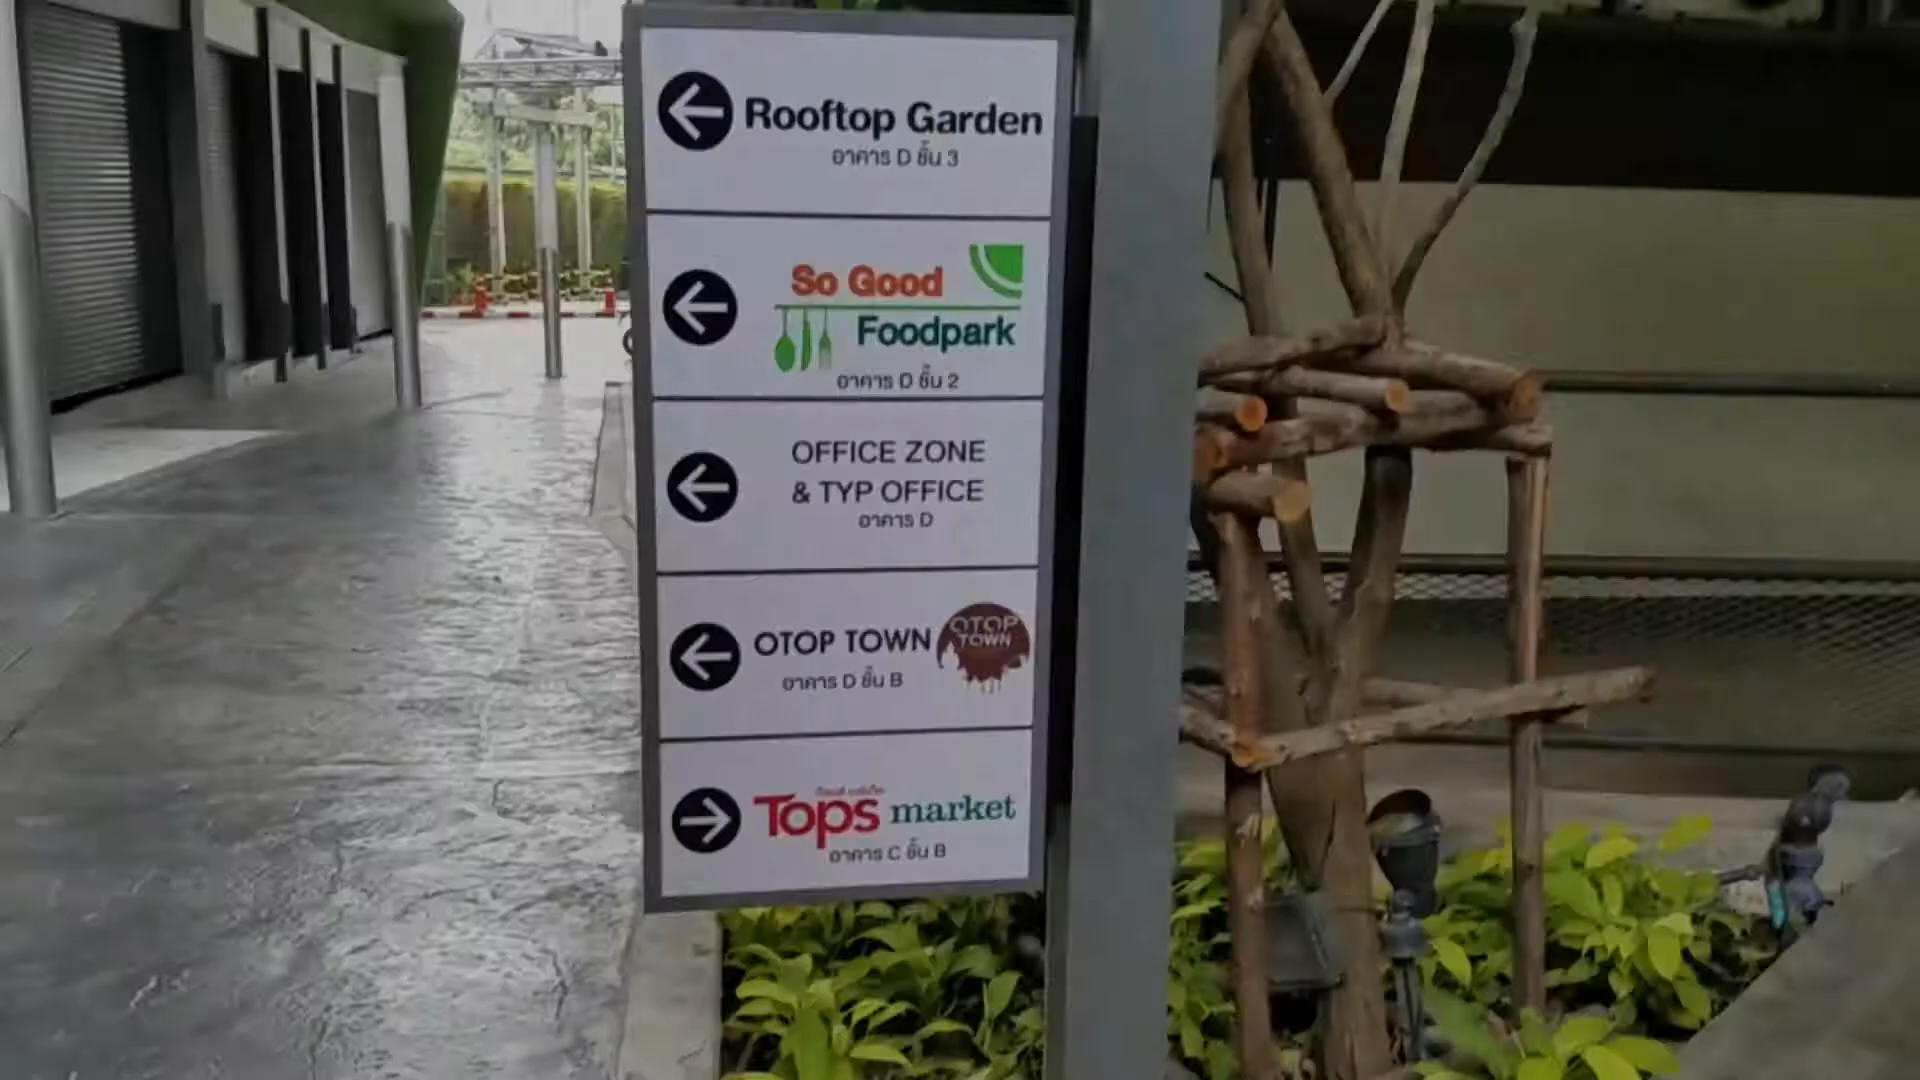 Rooftop Garden
อาคาร D ชั้น 3
So Good
Foodpark
อาคาร D ชั้น 2
OFFICE ZONE
& TYP OFFICE
อาคาร D
OTOP TOWN
OTOP
TOWN
อาคาร D ชั้น B
Tops market
อาคาร C ชั้น B